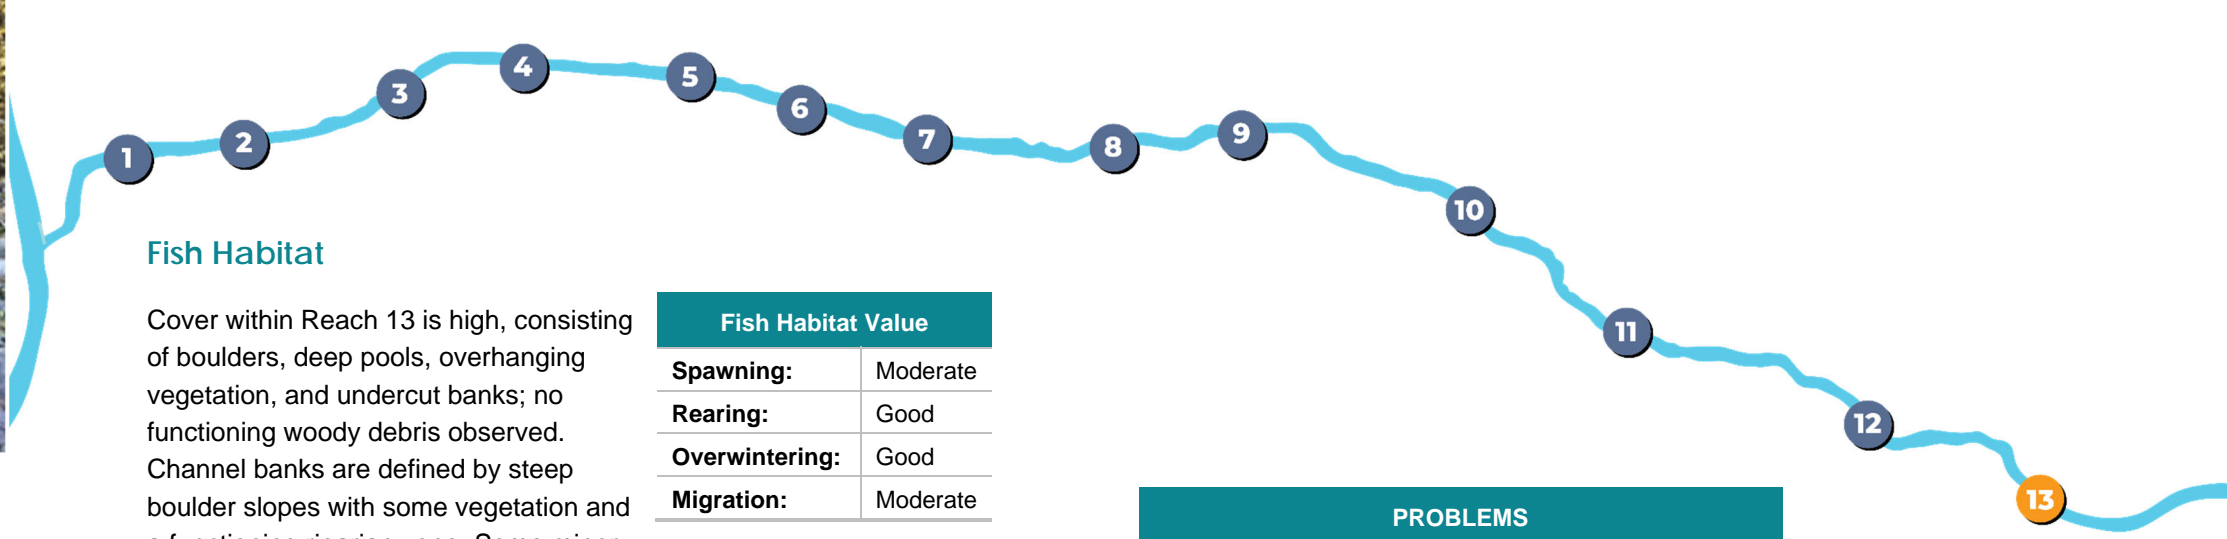 1
2
3
4
5
6
7
8
9
10
11
12
13
Fish Habitat
Cover within Reach 13 is high, consisting
of boulders, deep pools, overhanging
vegetation, and undercut banks; no
functioning woody debris observed.
Channel banks are defined by steep
boulder slopes with some vegetation and
Fish Habitat Value
Spawning: Moderate
Rearing: Good
Overwintering: Good
Migration: Moderate
PROBLEMS